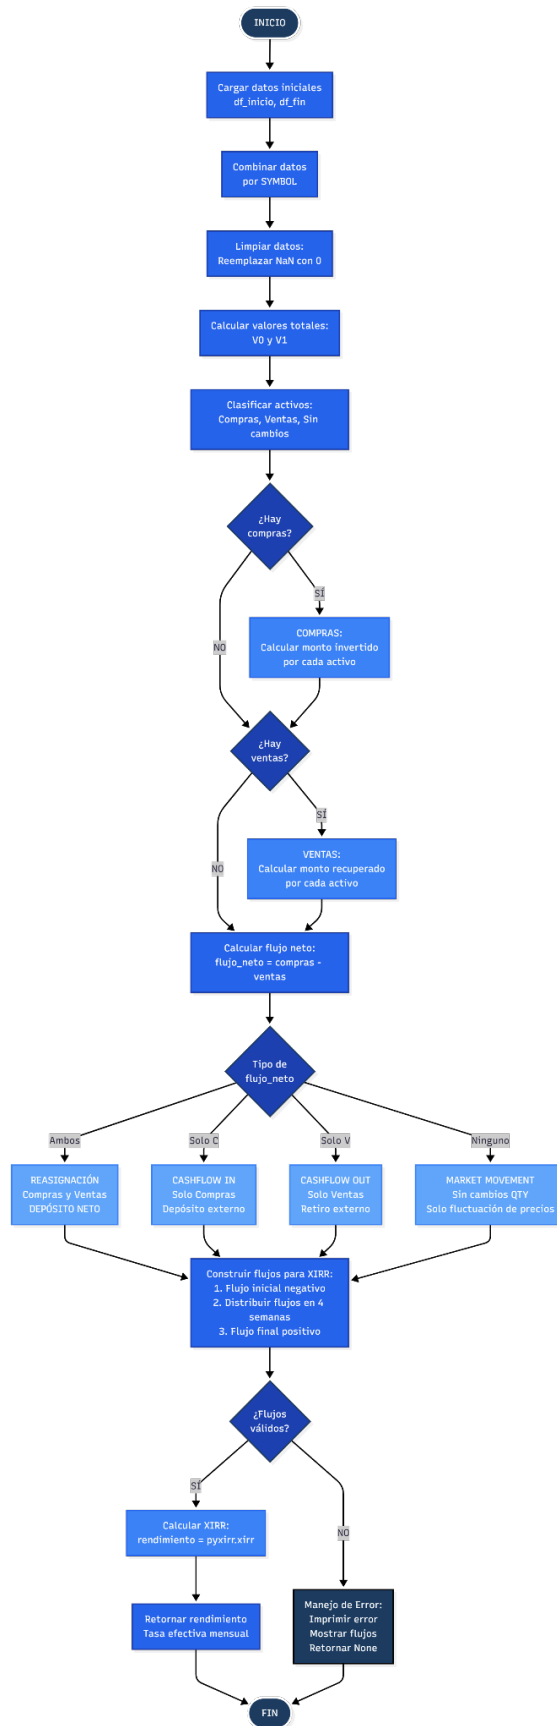 INICIO
Cargar datos iniciales
df_inicio, df_fin
Combinar datos
por SYMBOL
Limpiar datos:
Reemplazar NaN con 0
Calcular valores totales:
V0 y V1
Clasificar activos:
Compras, Ventas, Sin
cambios
¿Hay
compras?
SÍ
COMPRAS:
Calcular monto invertido
por cada activo
NO
¿Hay
ventas?
SÍ
VENTAS:
Calcular monto recuperado
por cada activo
NO
Calcular flujo neto:
flujo_neto = compras -
ventas
Tipo de
flujo_neto
Ambos
Solo C
Solo V
Ninguno
REASIGNACIÓN
Compras y Ventas
DEPÓSITO NETO
CASHFLOW IN
Solo Compras
Depósito externo
CASHFLOW OUT
Solo Ventas
Retiro externo
MARKET MOVEMENT
Sin cambios QTY
Solo fluctuación de precios
Construir flujos para XIRR:
1. Flujo inicial negativo
2. Distribuir flujos en 4
semanas
3. Flujo final positivo
¿Flujos
válidos?
SÍ
Calcular XIRR:
rendimiento = pyxirr.xirr
NO
Retornar rendimiento
Tasa efectiva mensual
Manejo de Error:
Imprimir error
Mostrar flujos
Retornar None
FIN